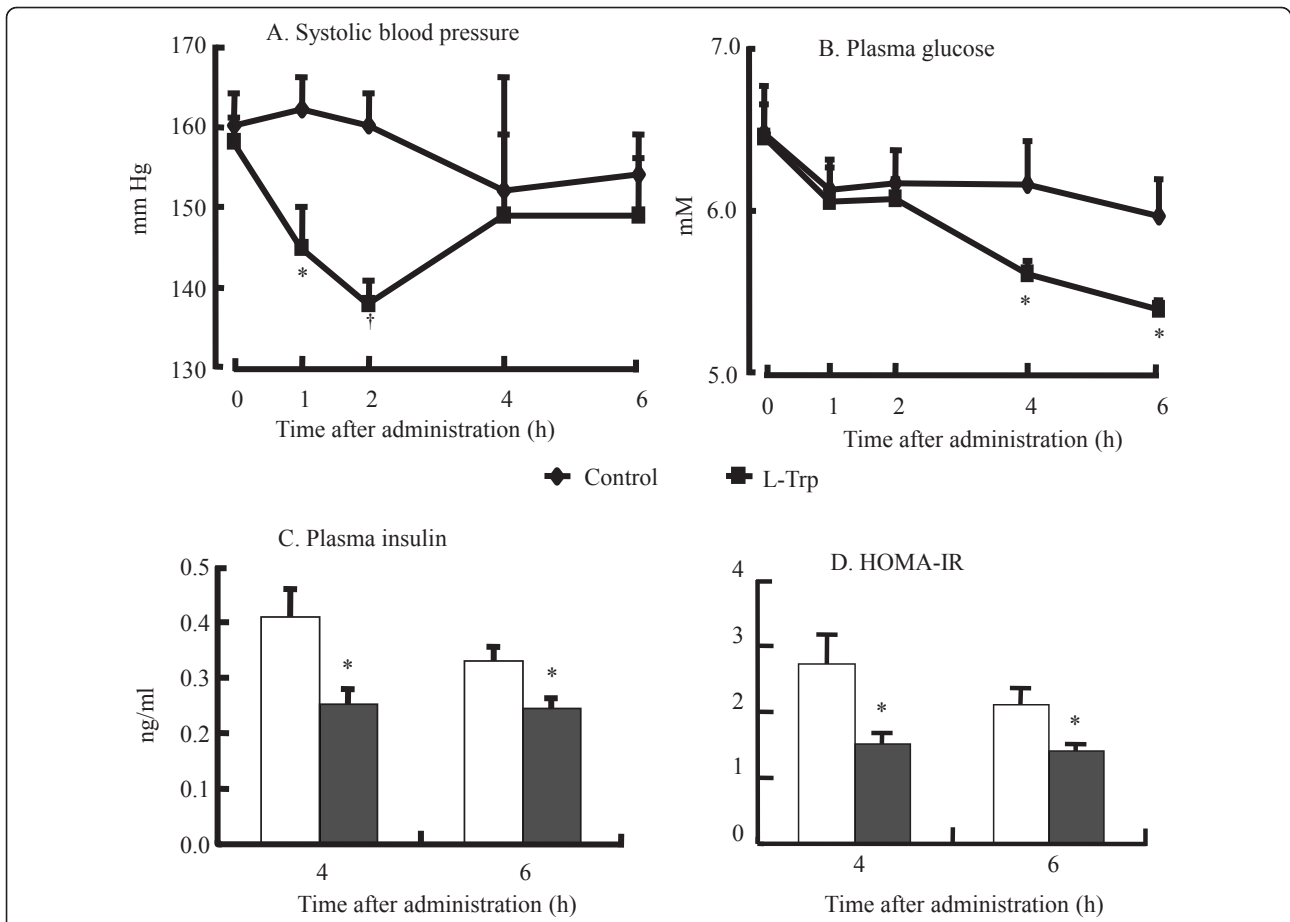 A. Systolic blood pressure
170
160
150
140
130
mm Hg
*
†
0 1 2 4 6
Time after administration (h)
B. Plasma glucose
7.0
6.0
5.0
mM
*
*
0 1 2 4 6
Time after administration (h)
Control L-Trp
C. Plasma insulin
0.5
0.4
0.3
0.2
0.1
0.0
ng/ml
* *
4 6
Time after administration (h)
D. HOMA-IR
4
3
2
1
0
* *
4 6
Time after administration (h)